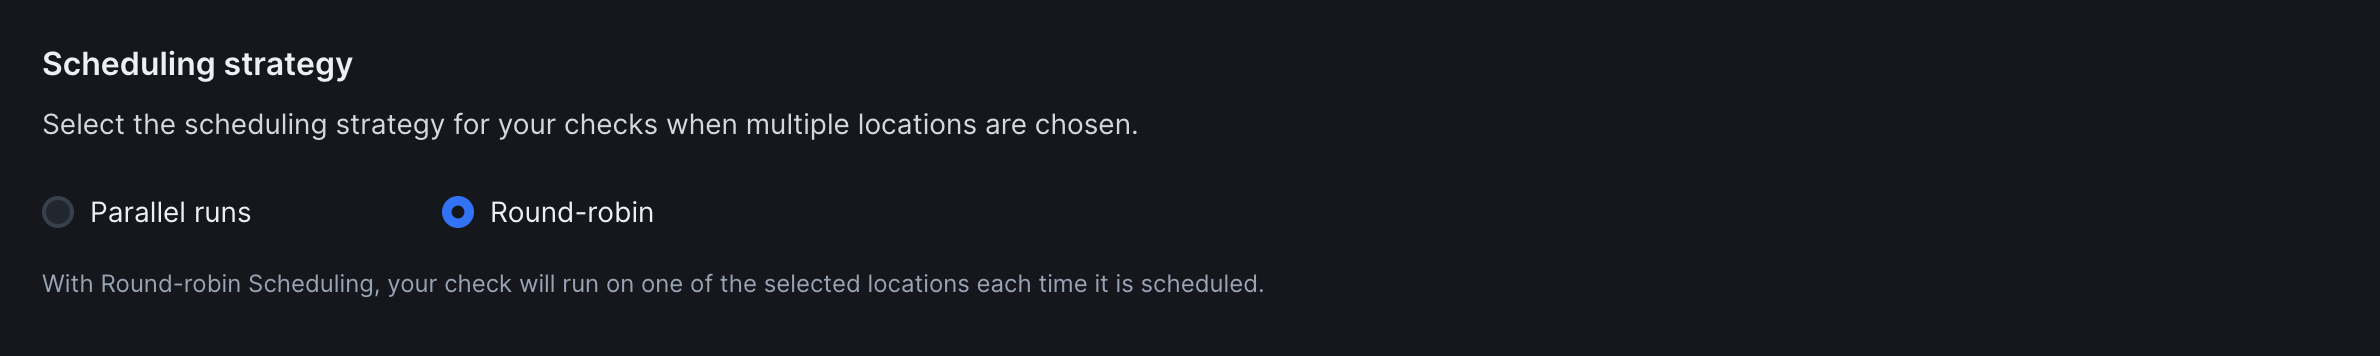 Scheduling strategy
Select the scheduling strategy for your checks when multiple locations are chosen.
Parallel runs
Round-robin
With Round-robin Scheduling, your check will run on one of the selected locations each time it is scheduled.